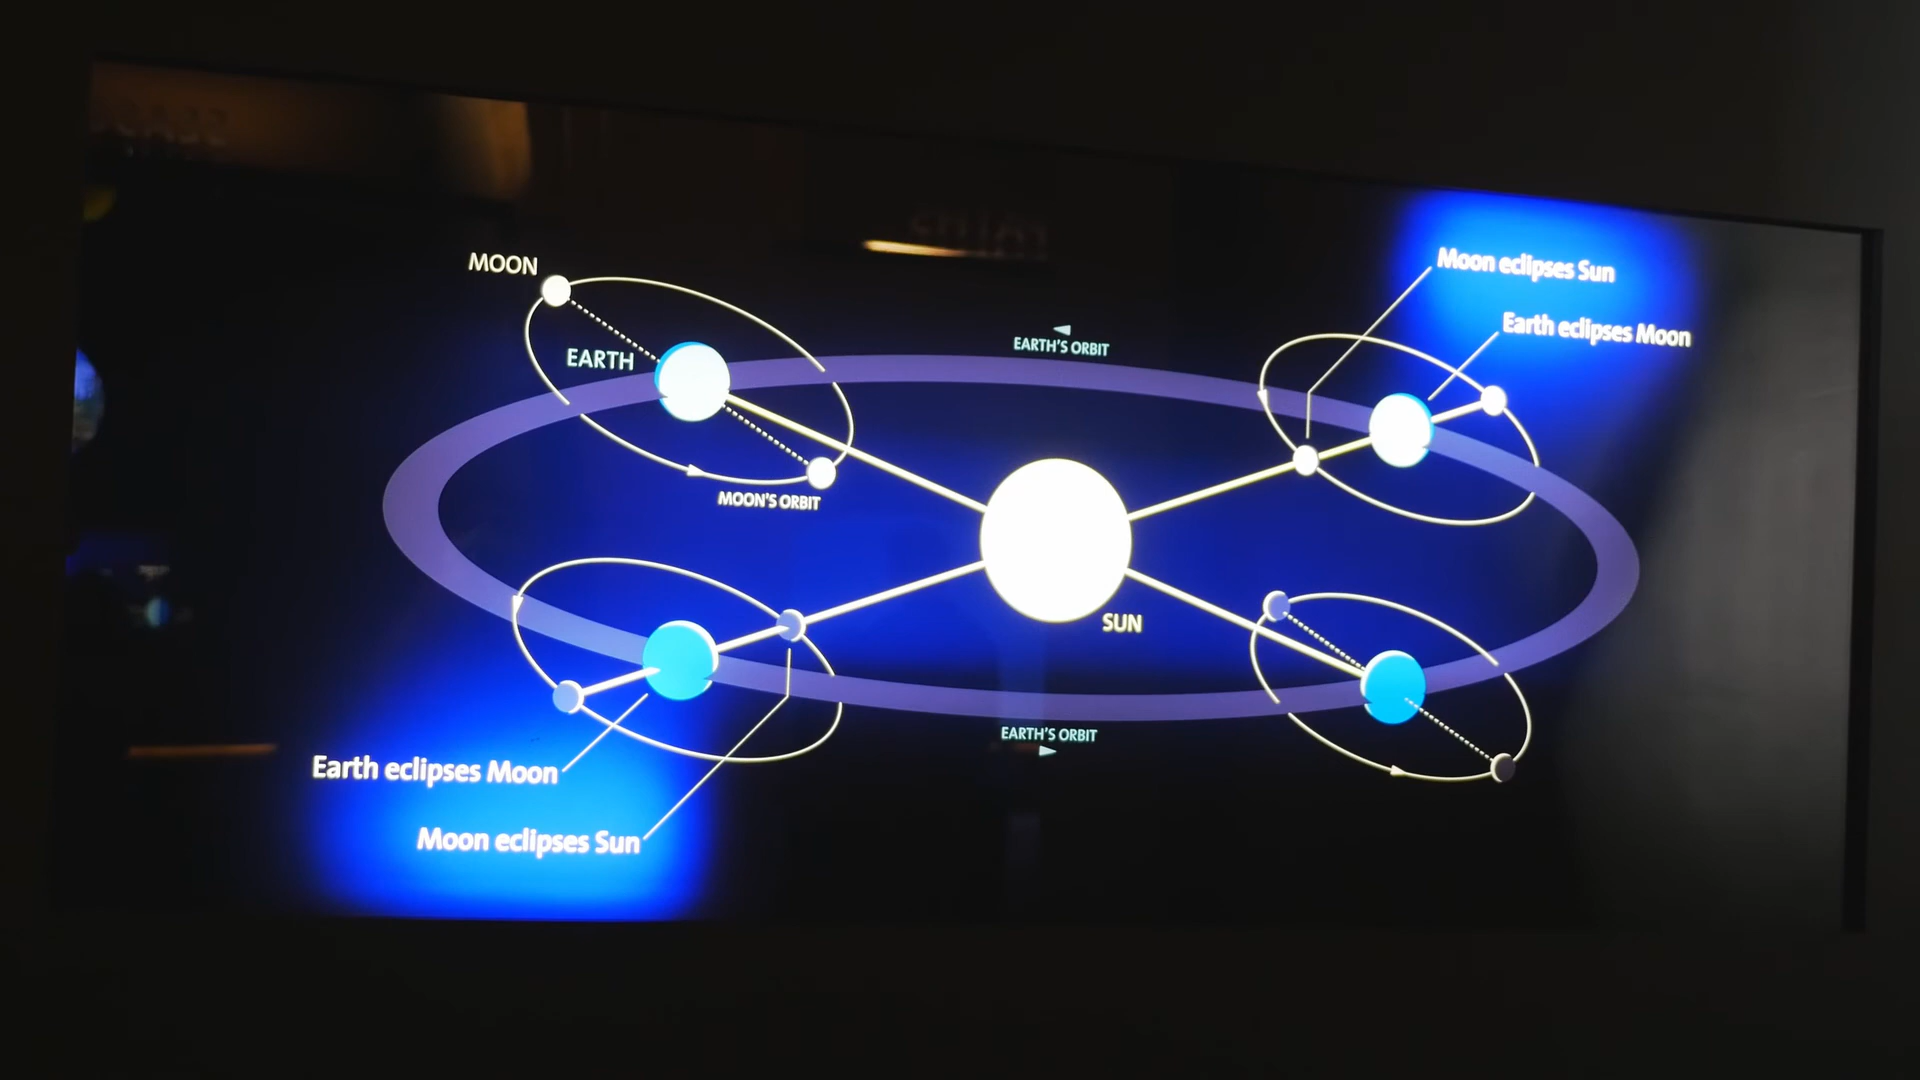 MOON
EARTH
MOON'S ORBIT
EARTH'S ORBIT
Moon eclipses Sun
Earth eclipses Moon
SUN
EARTH'S ORBIT
Earth eclipses Moon
Moon eclipses Sun